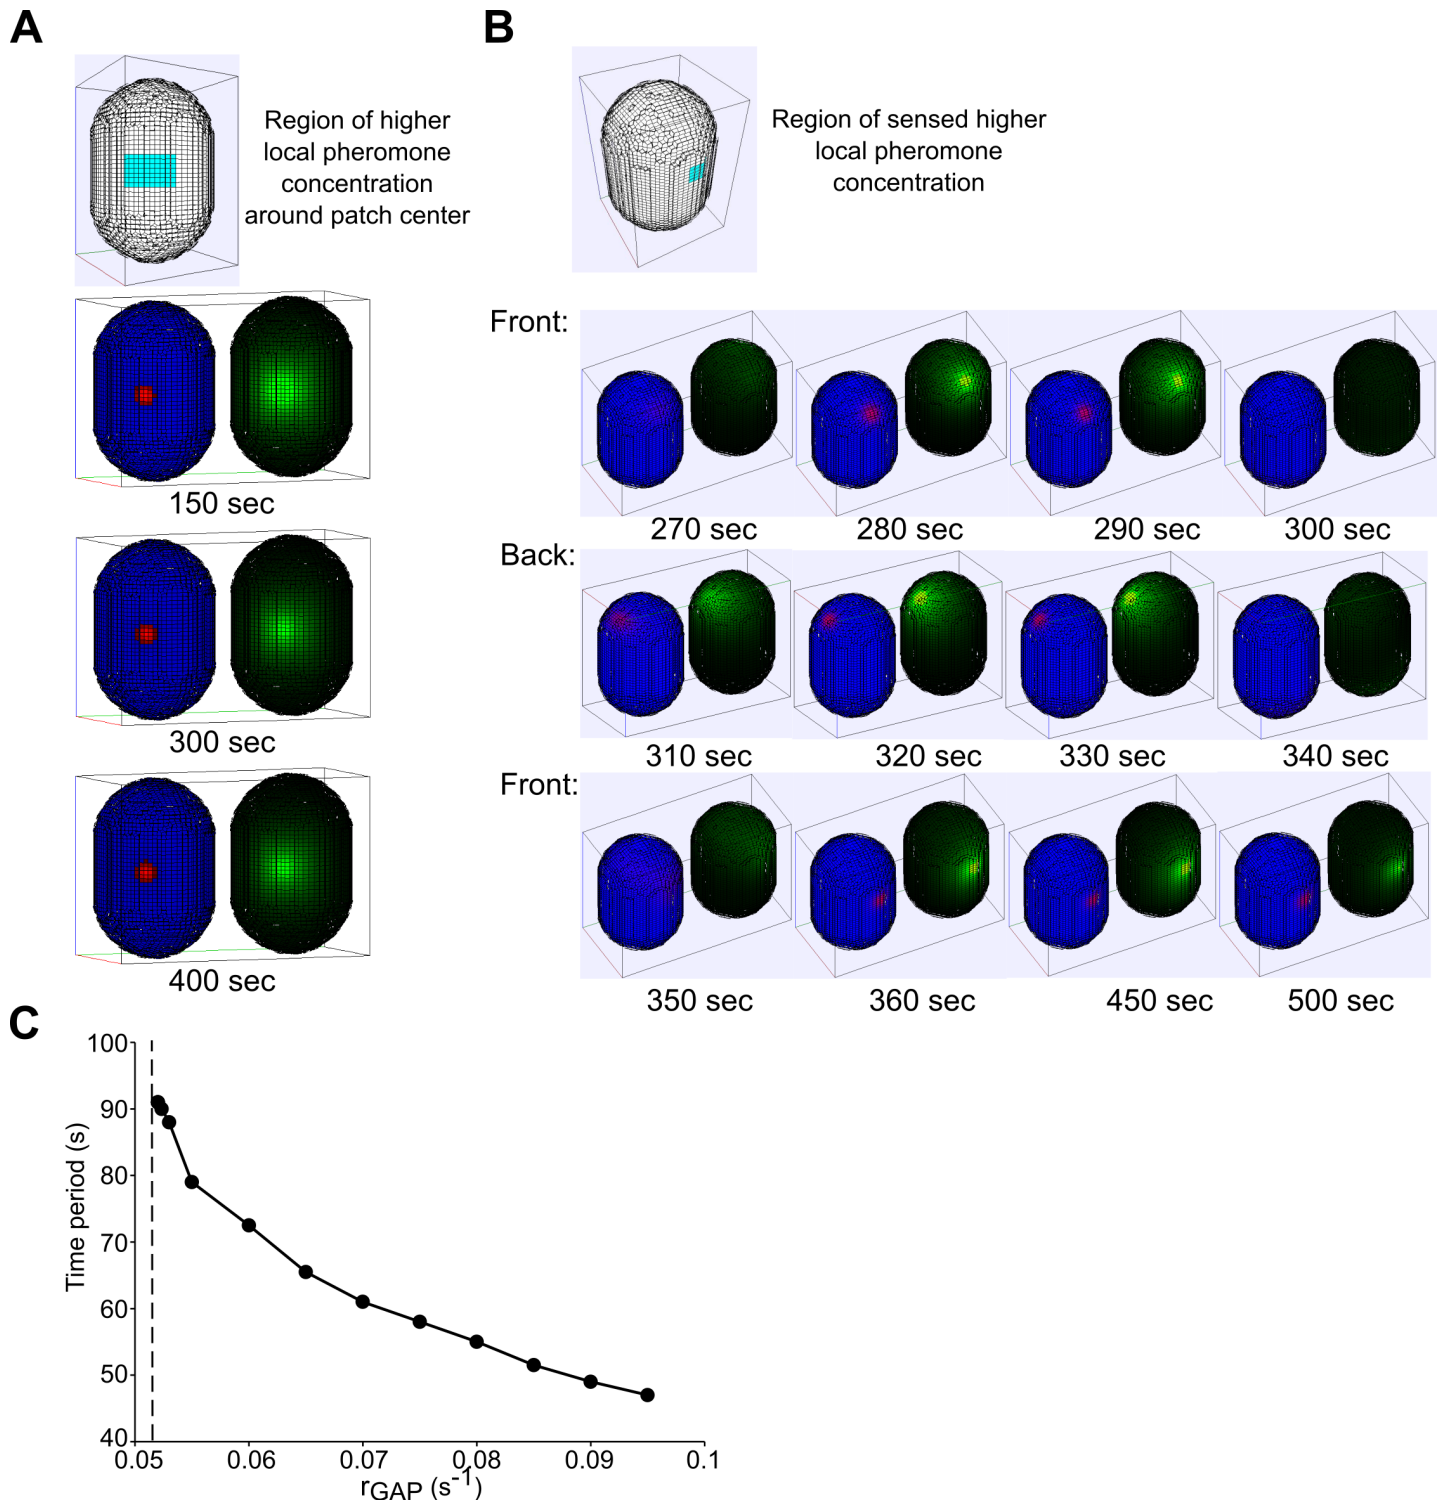 A
B
Region of higher
local pheromone
concentration
around patch center
Region of sensed higher
local pheromone
concentration
150 sec
300 sec
400 sec
Front:
270 sec 280 sec 290 sec 300 sec
Back:
310 sec 320 sec 330 sec 340 sec
Front:
350 sec 360 sec 450 sec 500 sec
C
Time period (s)
100
90
80
70
60
50
40
0.05 0.06 0.07 0.08 0.09 0.1
rGAP (s-1)